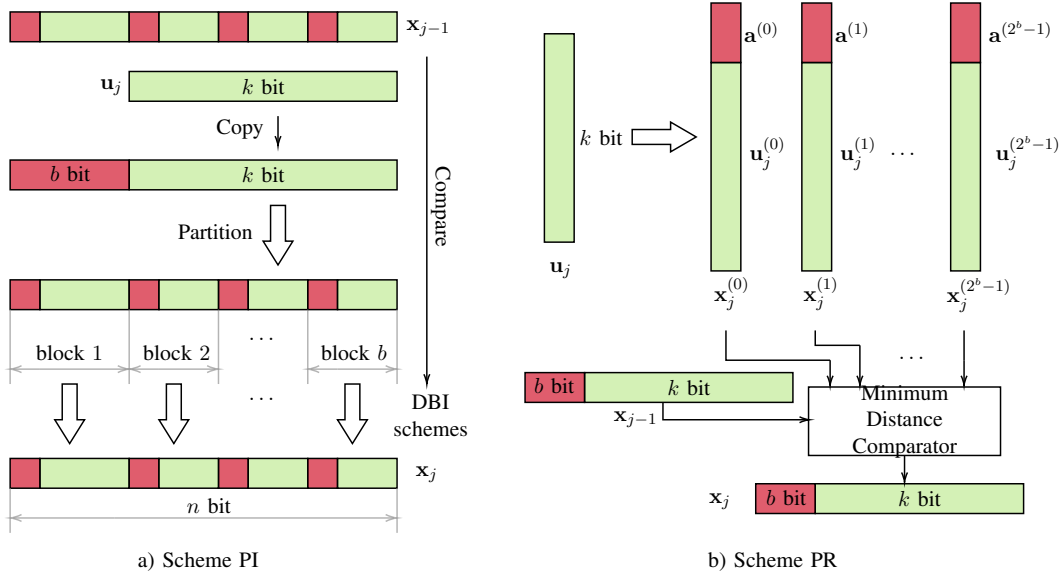 x_{j−1}
u_j
k bit
Copy
b bit
k bit
Partition
Compare
...
block 1
block 2
block b
...
DBI
schemes
x_j
n bit
a) Scheme PI
a^{(0)}
a^{(1)}
a^{(2^b−1)}
k bit
u_j^{(0)}
u_j^{(1)}
...
u_j^{(2^b−1)}
u_j
x_j^{(0)}
x_j^{(1)}
x_j^{(2^b−1)}
...
b bit
k bit
x_{j−1}
Minimum
Distance
Comparator
x_j
b bit
k bit
b) Scheme PR